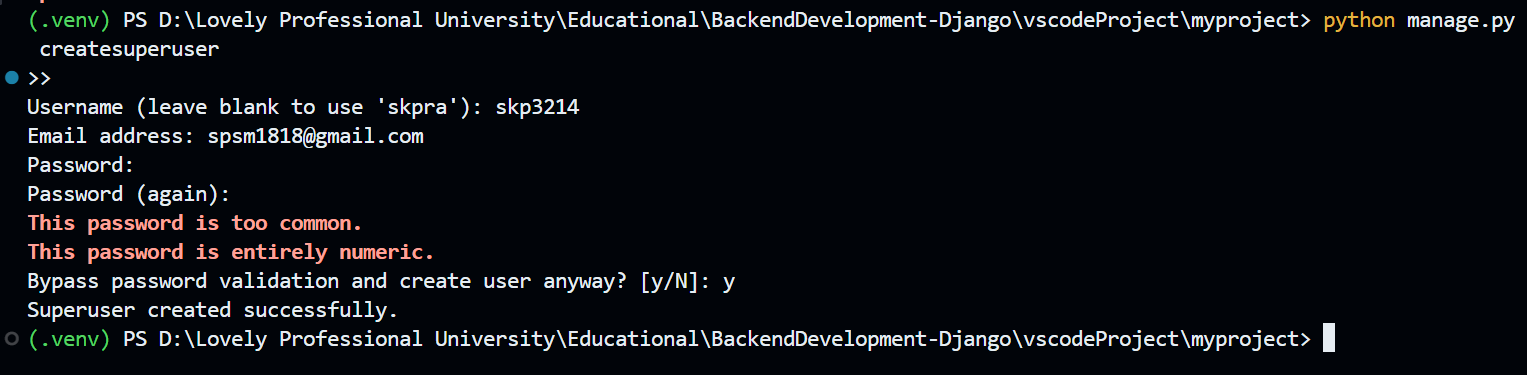 (.venv) PS D:\Lovely Professional University\Educational\BackendDevelopment-Django\vscodeProject\myproject> python manage.py
 createsuperuser
>>
Username (leave blank to use 'skpra'): skp3214
Email address: spsm1818@gmail.com
Password:
Password (again):
This password is too common.
This password is entirely numeric.
Bypass password validation and create user anyway? [y/N]: y
Superuser created successfully.
(.venv) PS D:\Lovely Professional University\Educational\BackendDevelopment-Django\vscodeProject\myproject>